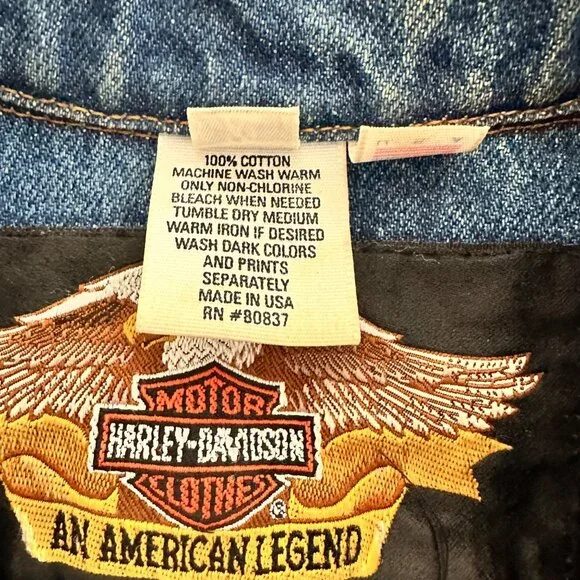 100% COTTON
MACHINE WASH WARM
ONLY NON-CHLORINE
BLEACH WHEN NEEDED
TUMBLE DRY MEDIUM
WARM IRON IF DESIRED
WASH DARK COLORS
AND PRINTS
SEPARATELY
MADE IN USA
RN #80837
MOTOR
HARLEY-DAVIDSON
CLOTHES
®
AN AMERICAN LEGEND